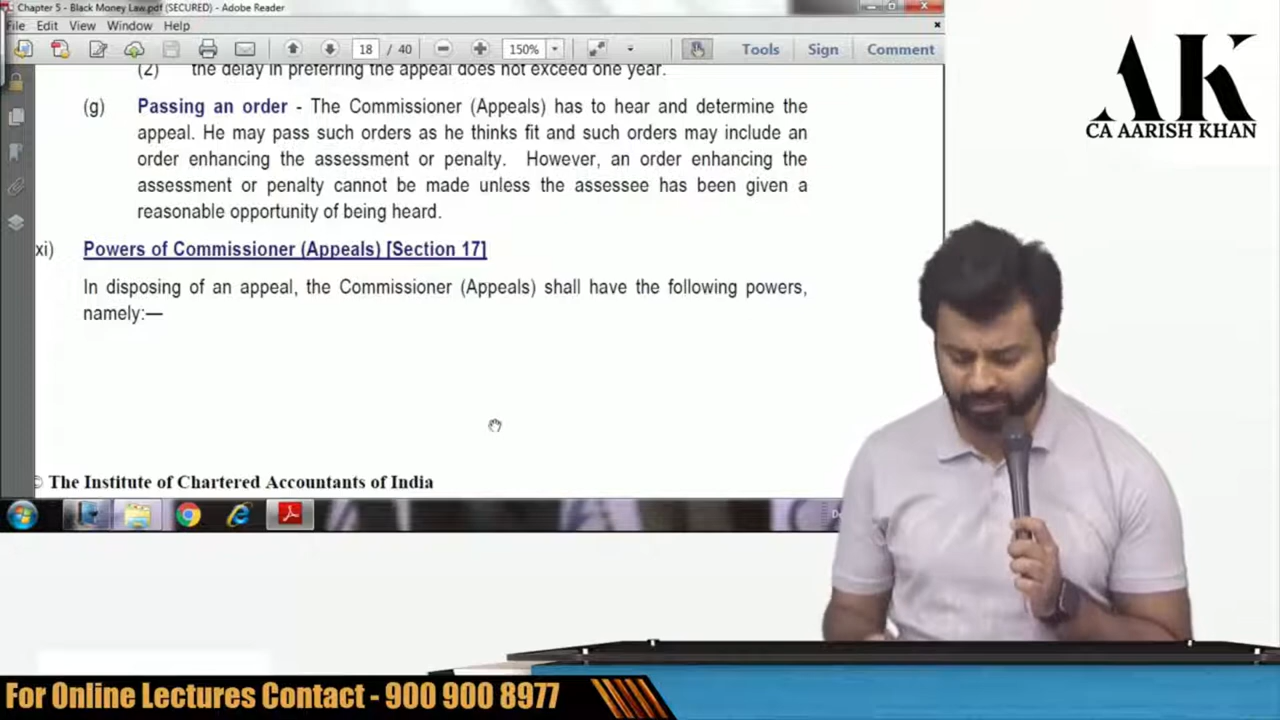 Chapter 5 - Black Money Law.pdf (SECURED) - Adobe Reader
File Edit View Window Help
18 / 40 150% Tools Sign Comment
(2) the delay in preferring the appeal does not exceed one year.
(g) Passing an order - The Commissioner (Appeals) has to hear and determine the
appeal. He may pass such orders as he thinks fit and such orders may include an
order enhancing the assessment or penalty. However, an order enhancing the
assessment or penalty cannot be made unless the assessee has been given a
reasonable opportunity of being heard.
xi) Powers of Commissioner (Appeals) [Section 17]
In disposing of an appeal, the Commissioner (Appeals) shall have the following powers,
namely:—
© The Institute of Chartered Accountants of India
AK
CA AARISH KHAN
For Online Lectures Contact - 900 900 8977